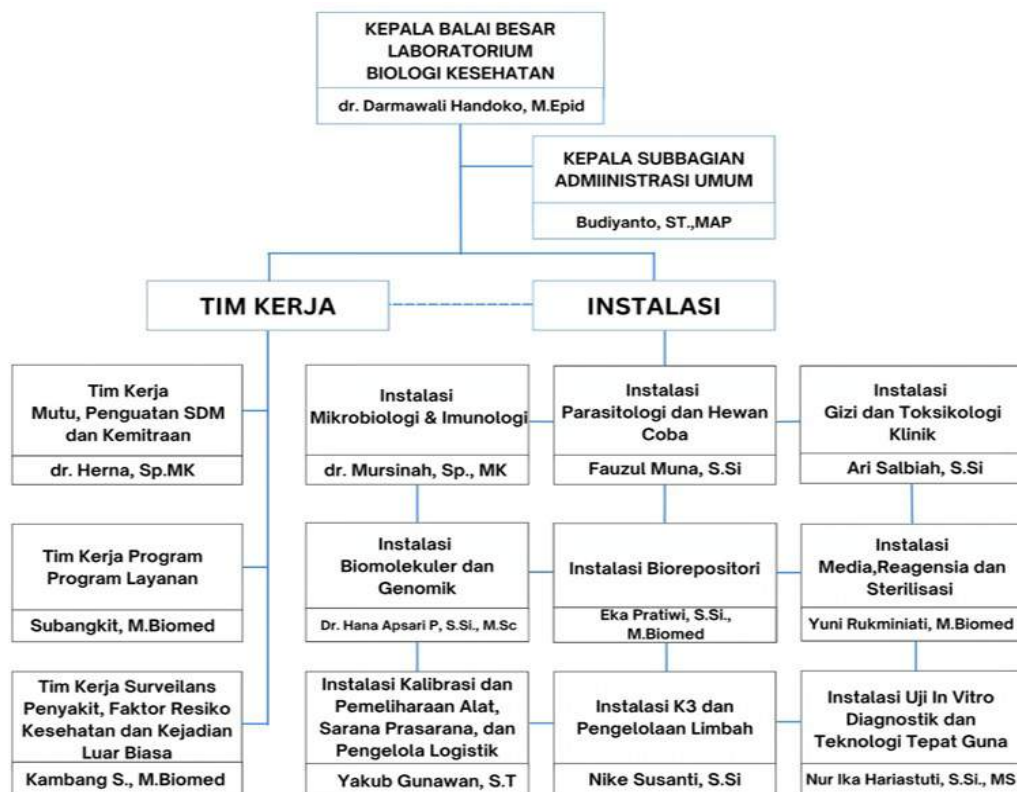 KEPALA BALAI BESAR
LABORATORIUM
BIOLOGI KESEHATAN
dr. Darmawali Handoko, M.Epid
KEPALA SUBBAGIAN
ADMIINISTRASI UMUM
Budiyanto, ST.,MAP
TIM KERJA
INSTALASI
Tim Kerja
Mutu, Penguatan SDM
dan Kemitraan
dr. Herna, Sp.MK
Instalasi
Mikrobiologi & Imunologi
dr. Mursinah, Sp., MK
Instalasi
Parasitologi dan Hewan
Coba
Fauzul Muna, S.Si
Instalasi
Gizi dan Toksikologi
Klinik
Ari Salbiah, S.Si
Tim Kerja Program
Program Layanan
Subangkit, M.Biomed
Instalasi
Biomolekuler dan
Genomik
Dr. Hana Apsari P, S.Si., M.Sc
Instalasi Biorepositori
Eka Pratiwi, S.Si.,
M.Biomed
Instalasi
Media,Reagensia dan
Sterilisasi
Yuni Rukminiati, M.Biomed
Tim Kerja Surveilans
Penyakit, Faktor Resiko
Kesehatan dan Kejadian
Luar Biasa
Kambang S., M.Biomed
Instalasi Kalibrasi dan
Pemeliharaan Alat,
Sarana Prasarana, dan
Pengelola Logistik
Yakub Gunawan, S.T
Instalasi K3 dan
Pengelolaan Limbah
Nike Susanti, S.Si
Instalasi Uji In Vitro
Diagnostik dan
Teknologi Tepat Guna
Nur Ika Hariastuti, S.Si., MS